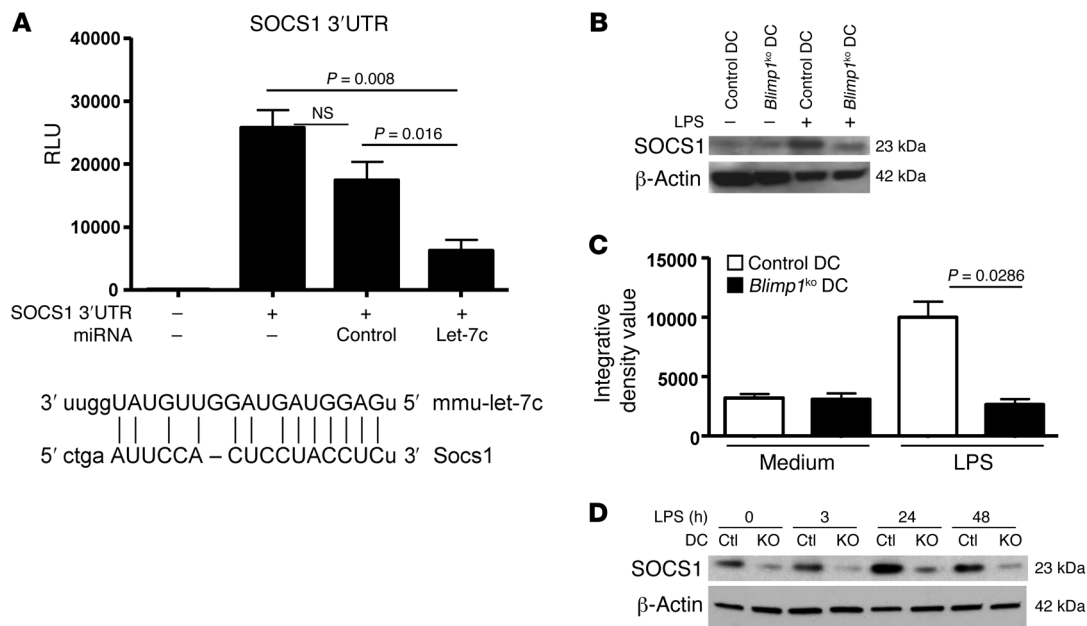 A
SOCS1 3′UTR
40000
30000
20000
10000
0
RLU
P = 0.008
NS
P = 0.016
SOCS1 3′UTR – + + +
miRNA – – Control Let-7c
3′ uuggUAUGUUGGAUGAUGGAGu 5′ mmu-let-7c
5′ ctga AUUCCA – CUCCUACCUCu 3′ Socs1
B
Control DC
Blimp1ko DC
Control DC
Blimp1ko DC
LPS – – + +
SOCS1 23 kDa
β-Actin 42 kDa
C
Control DC
Blimp1ko DC
15000
10000
5000
0
Integrative
density value
P = 0.0286
Medium LPS
D
LPS (h) 0 3 24 48
DC Ctl KO Ctl KO Ctl KO Ctl KO
SOCS1 23 kDa
β-Actin 42 kDa